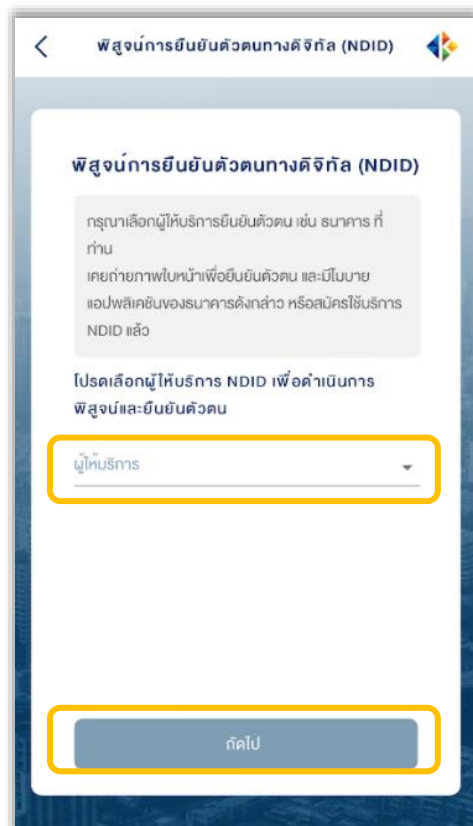 พิสูจน์การยืนยันตัวตนทางดิจิทัล (NDID)
พิสูจน์การยืนยันตัวตนทางดิจิทัล (NDID)
กรุณาเลือกผู้ให้บริการยืนยันตัวตน เช่น ธนาคาร ที่
ท่าน
เคยถ่ายภาพใบหน้าเพื่อยืนยันตัวตน และมีโมบาย
แอปพลิเคชันของธนาคารดังกล่าว หรือสมัครใช้บริการ
NDID แล้ว
โปรดเลือกผู้ให้บริการ NDID เพื่อดำเนินการ
พิสูจน์และยืนยันตัวตน
ผู้ให้บริการ
ถัดไป